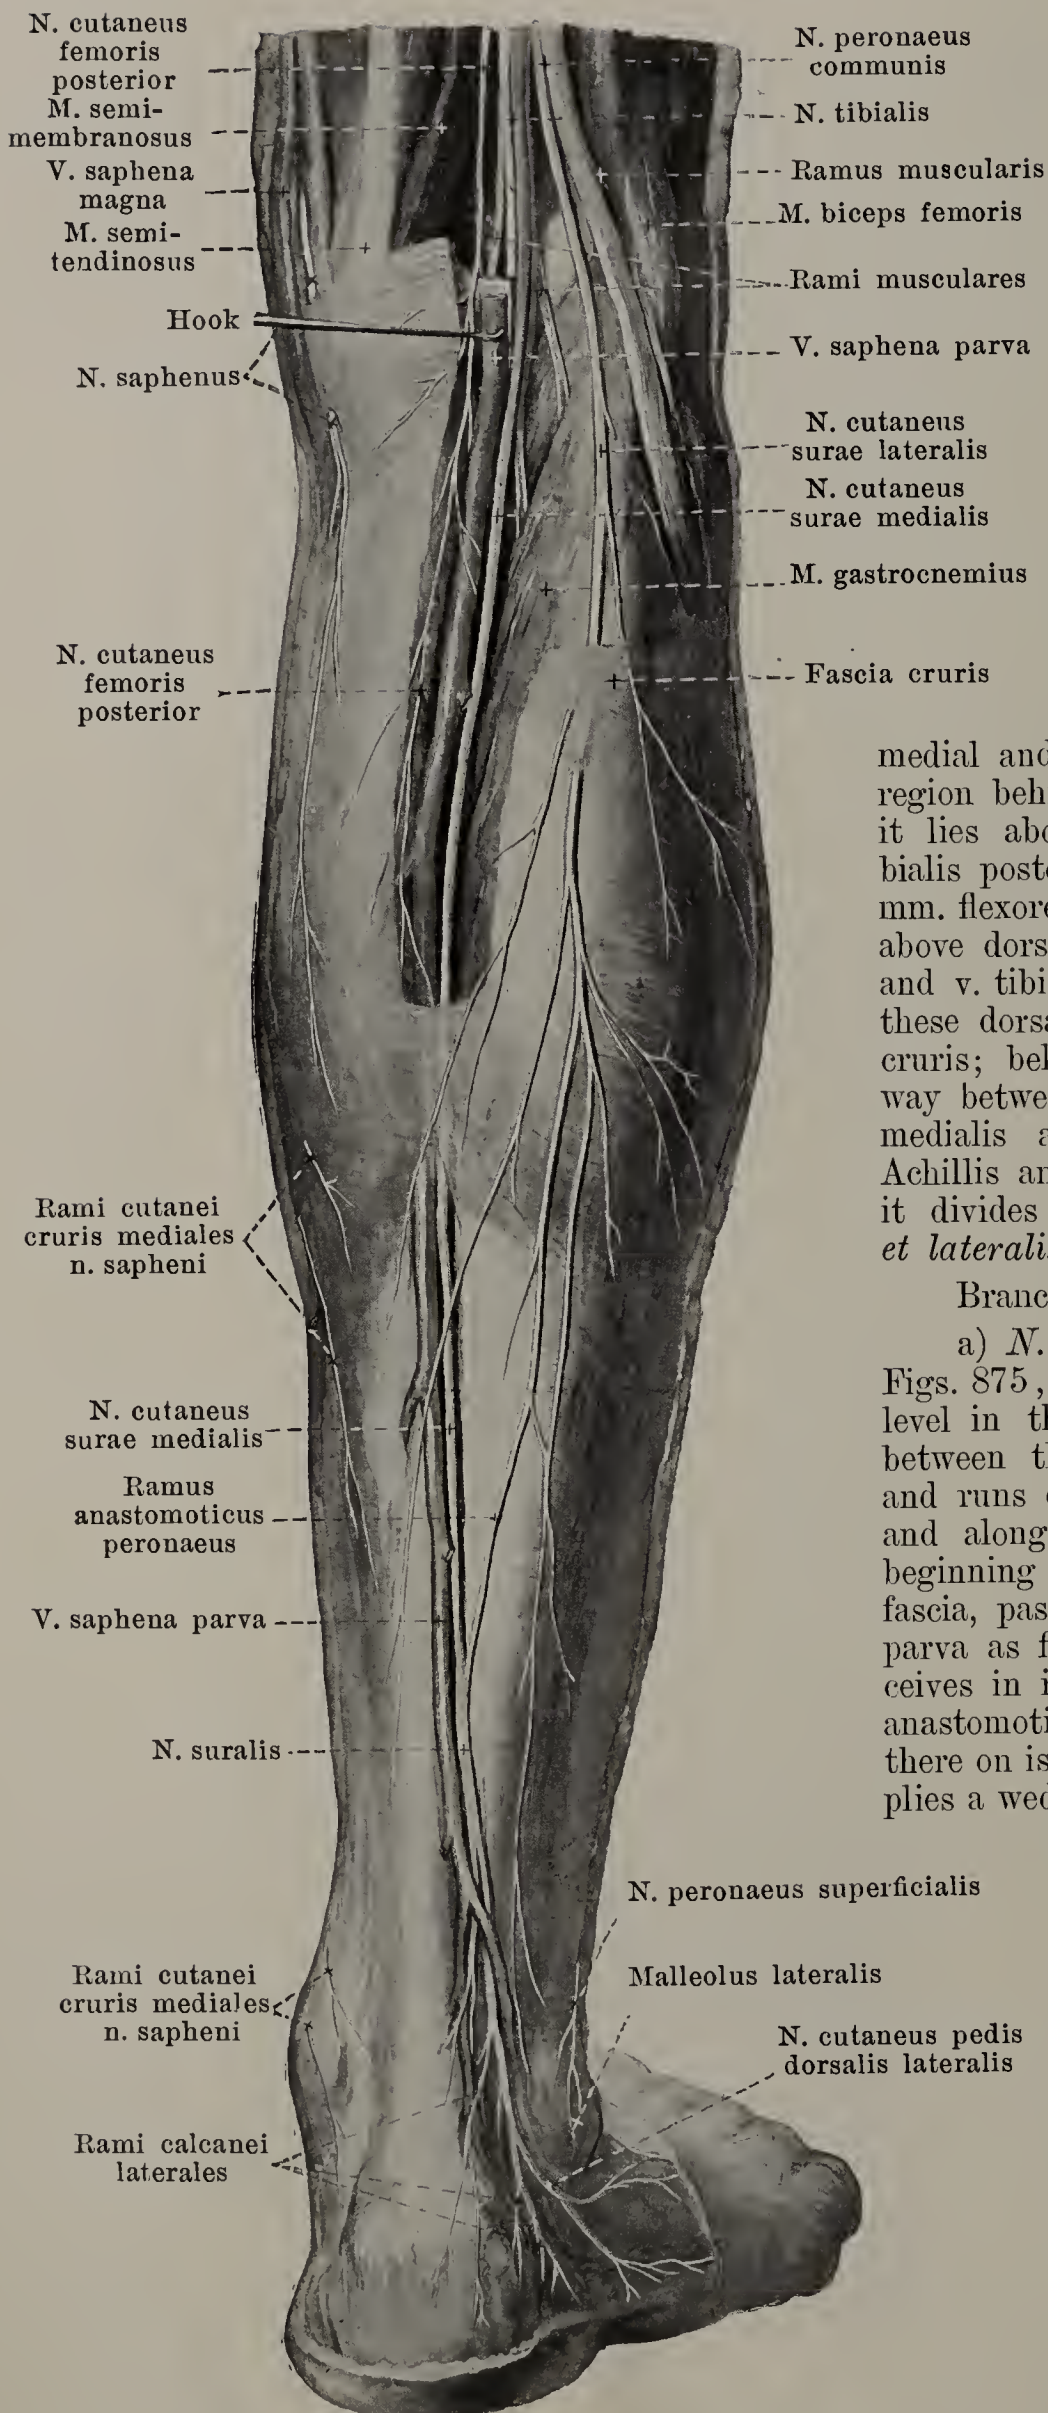 N. cutaneus
femoris
posterior
M. semi-
membranosus
V. saphena
magna
M. semi-
tendinosus
Hook
N. saphenus
N. cutaneus
femoris
posterior
Rami cutanei
cruris mediales
n. sapheni
N. cutaneus
surae medialis
Ramus
anastomoticus
peronaeus
V. saphena parva
N. suralis
Rami cutanei
cruris mediales
n. sapheni
Rami calcanei
laterales
N. peronaeus
communis
N. tibialis
Ramus muscularis
M. biceps femoris
Rami musculares
V. saphena parva
N. cutaneus
surae lateralis
N. cutaneus
surae medialis
M. gastrocnemius
Fascia cruris
medial and
region beh
it lies abo
bialis poste
mm. flexore
above dors
and v. tibi
these dorsa
cruris; bel
way betwe
medialis a
Achillis an
it divides
et lateralis
Branc
a) N.
Figs. 875,
level in th
between th
and runs
and along
beginning
fascia, pas
parva as f
ceives in i
anastomoti
there on is
plies a wed
N. peronaeus superficialis
Malleolus lateralis
N. cutaneus pedis
dorsalis lateralis